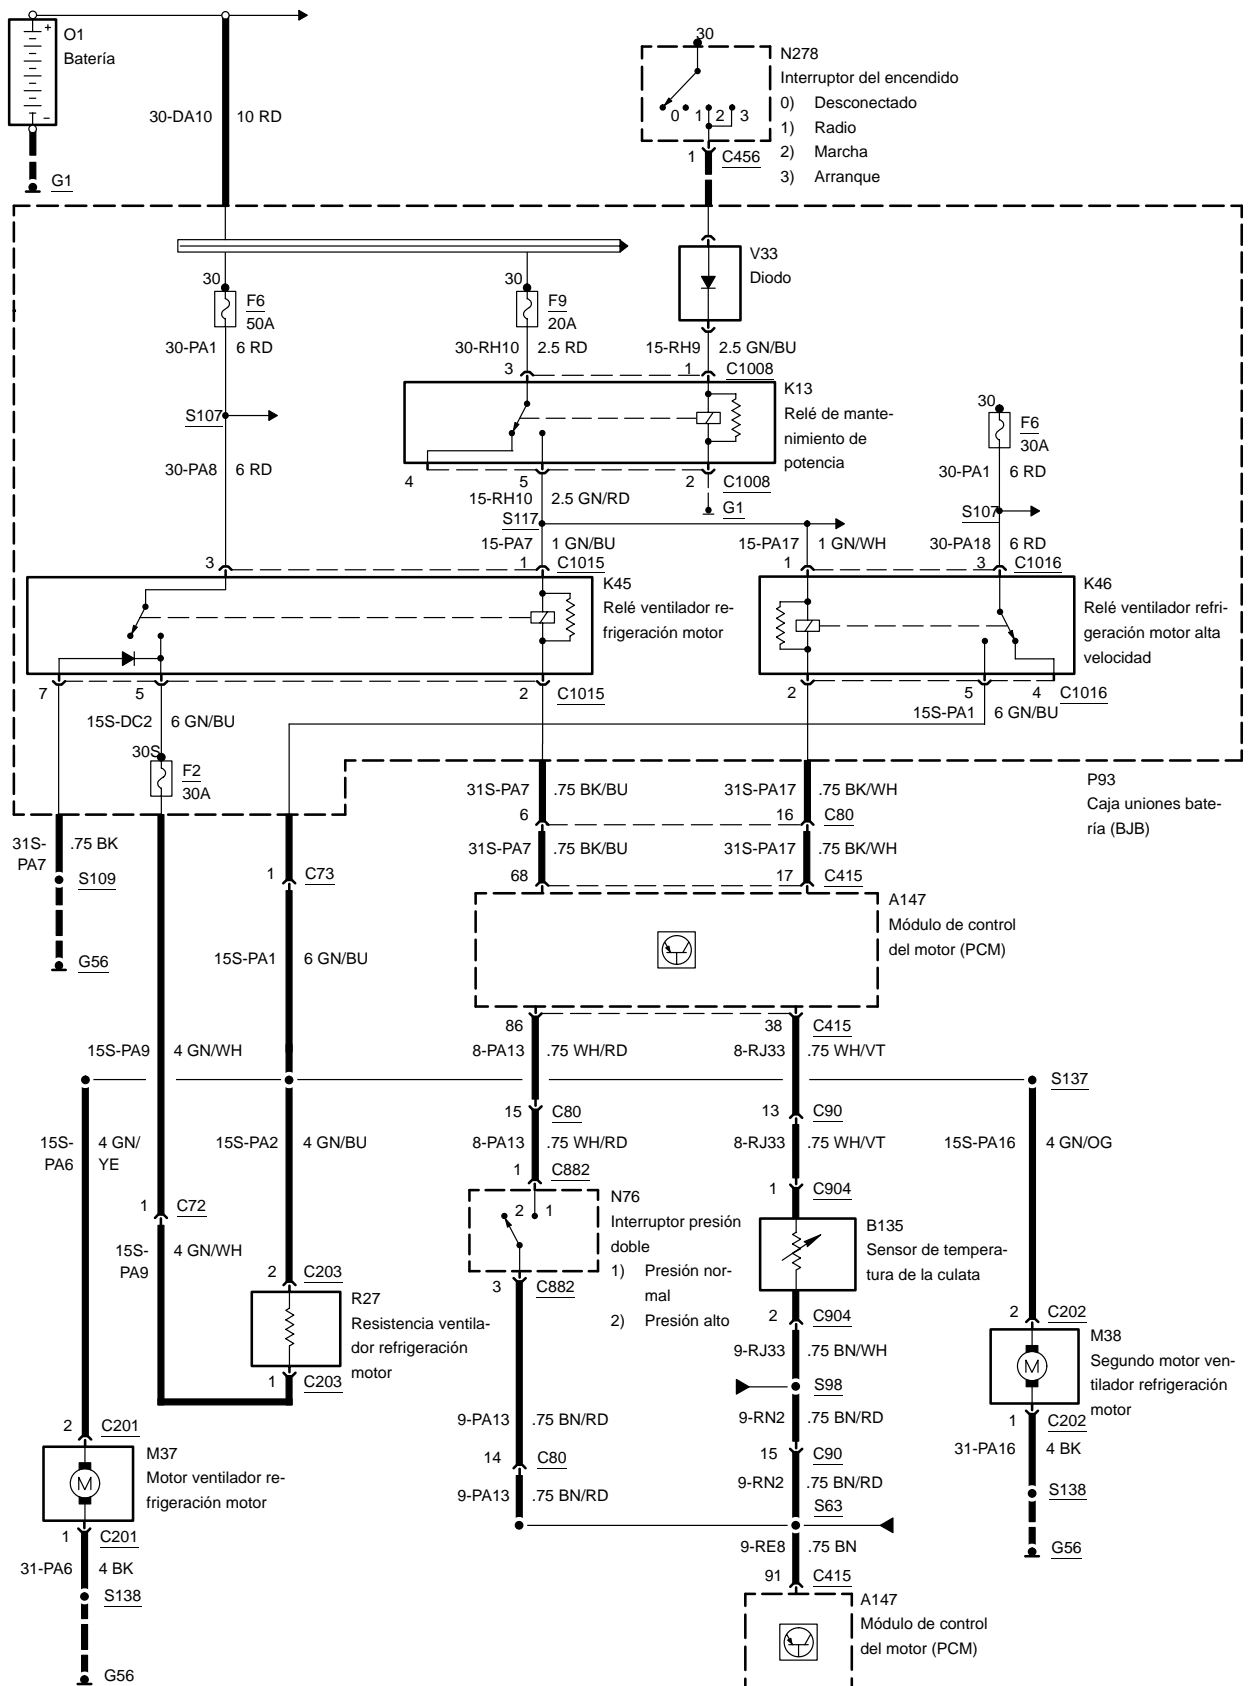 O1
Batería
+
−
30-DA10 10 RD
G1
30
N278
Interruptor del encendido
0) Desconectado
1) Radio
2) Marcha
3) Arranque
0 1 2 3
1 C456
V33
Diodo
30
F6
50A
30
F9
20A
30-PA1 6 RD
30-RH10 2.5 RD
15-RH9 2.5 GN/BU
3
1 C1008
K13
Relé de mante-
nimiento de
potencia
S107
30
F6
30A
30-PA8 6 RD
30-PA1 6 RD
4
5
2 C1008
15-RH10 2.5 GN/RD
G1
S117
S107
15-PA7 1 GN/BU
15-PA17 1 GN/WH
30-PA18 6 RD
3
1 C1015
1
3 C1016
K45
Relé ventilador re-
frigeración motor
K46
Relé ventilador refri-
geración motor alta
velocidad
7
5
2 C1015
2
5
4 C1016
15S-DC2 6 GN/BU
15S-PA1 6 GN/BU
30S
F2
30A
P93
Caja uniones bate-
ría (BJB)
31S-PA7 .75 BK/BU
31S-PA17 .75 BK/WH
6
16 C80
31S-
PA7
.75 BK
31S-PA7 .75 BK/BU
31S-PA17 .75 BK/WH
S109
1 C73
68
17 C415
A147
Módulo de control
del motor (PCM)
G56
15S-PA1 6 GN/BU
86
38 C415
15S-PA9 4 GN/WH
8-PA13 .75 WH/RD
8-RJ33 .75 WH/VT
S137
15 C80
13 C90
15S-
PA6
4 GN/
YE
15S-PA2 4 GN/BU
8-PA13 .75 WH/RD
8-RJ33 .75 WH/VT
15S-PA16 4 GN/OG
1 C882
1 C904
1 C72
2 1
N76
Interruptor presión
doble
1) Presión nor-
mal
2) Presión alto
B135
Sensor de tempera-
tura de la culata
15S-
PA9
4 GN/WH
2 C203
3 C882
R27
Resistencia ventila-
dor refrigeración
motor
2 C904
2 C202
M38
Segundo motor ven-
tilador refrigeración
motor
M
9-RJ33 .75 BN/WH
1 C203
S98
9-PA13 .75 BN/RD
9-RN2 .75 BN/RD
1 C202
2 C201
31-PA16 4 BK
M37
Motor ventilador re-
frigeración motor
M
14 C80
15 C90
9-PA13 .75 BN/RD
9-RN2 .75 BN/RD
S138
S63
1 C201
9-RE8 .75 BN
G56
31-PA6 4 BK
91 C415
S138
A147
Módulo de control
del motor (PCM)
G56